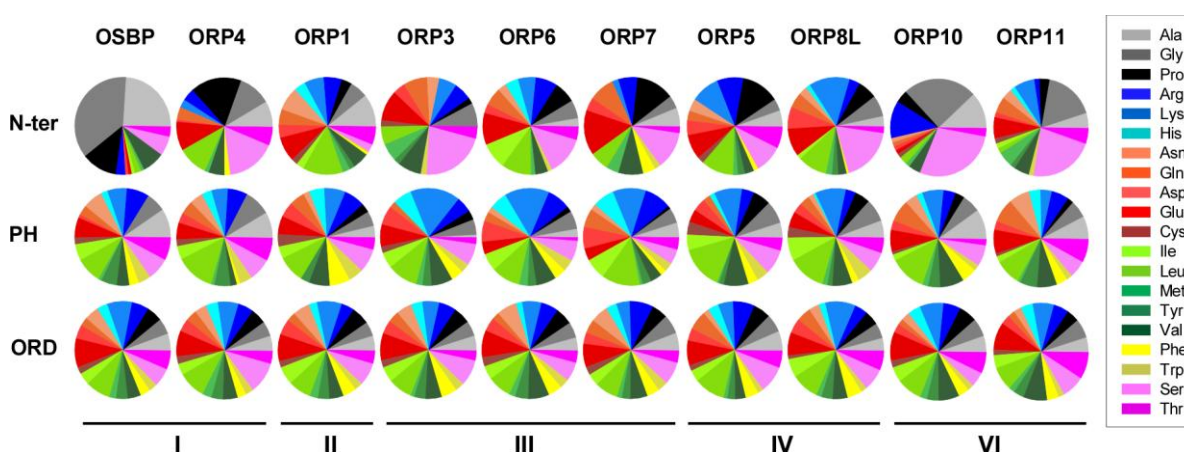 OSBP ORP4 ORP1 ORP3 ORP6 ORP7 ORP5 ORP8L ORP10 ORP11
N-ter
PH
ORD
I II III IV VI
Ala
Gly
Pro
Arg
Lys
His
Asn
Gln
Asp
Glu
Cys
Ile
Leu
Met
Tyr
Val
Phe
Trp
Ser
Thr